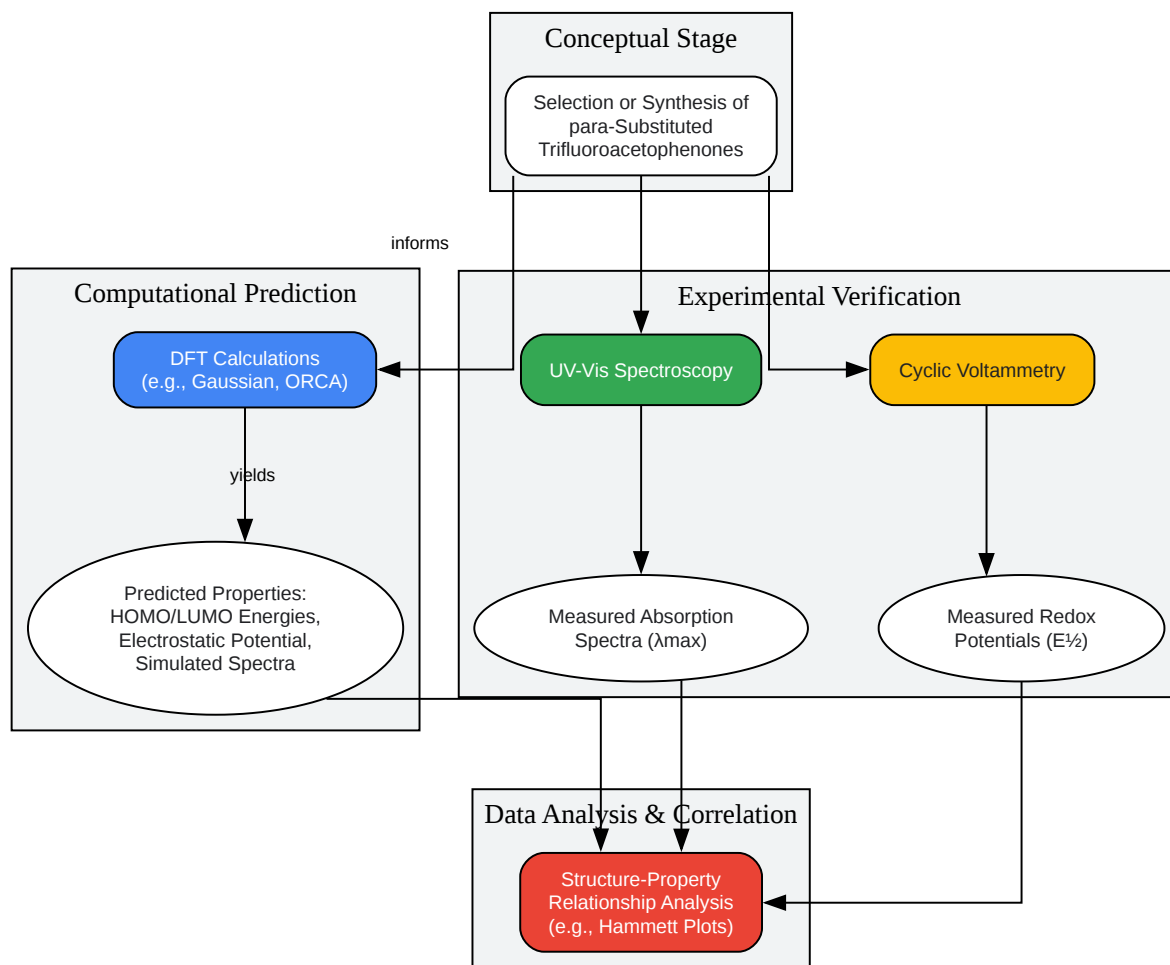 Conceptual Stage
Selection or Synthesis of
para-Substituted
Trifluoroacetophenones
informs
Computational Prediction
DFT Calculations
(e.g., Gaussian, ORCA)
yields
Predicted Properties:
HOMO/LUMO Energies,
Electrostatic Potential,
Simulated Spectra
Experimental Verification
UV-Vis Spectroscopy
Cyclic Voltammetry
Measured Absorption
Spectra (λmax)
Measured Redox
Potentials (E½)
Data Analysis & Correlation
Structure-Property
Relationship Analysis
(e.g., Hammett Plots)